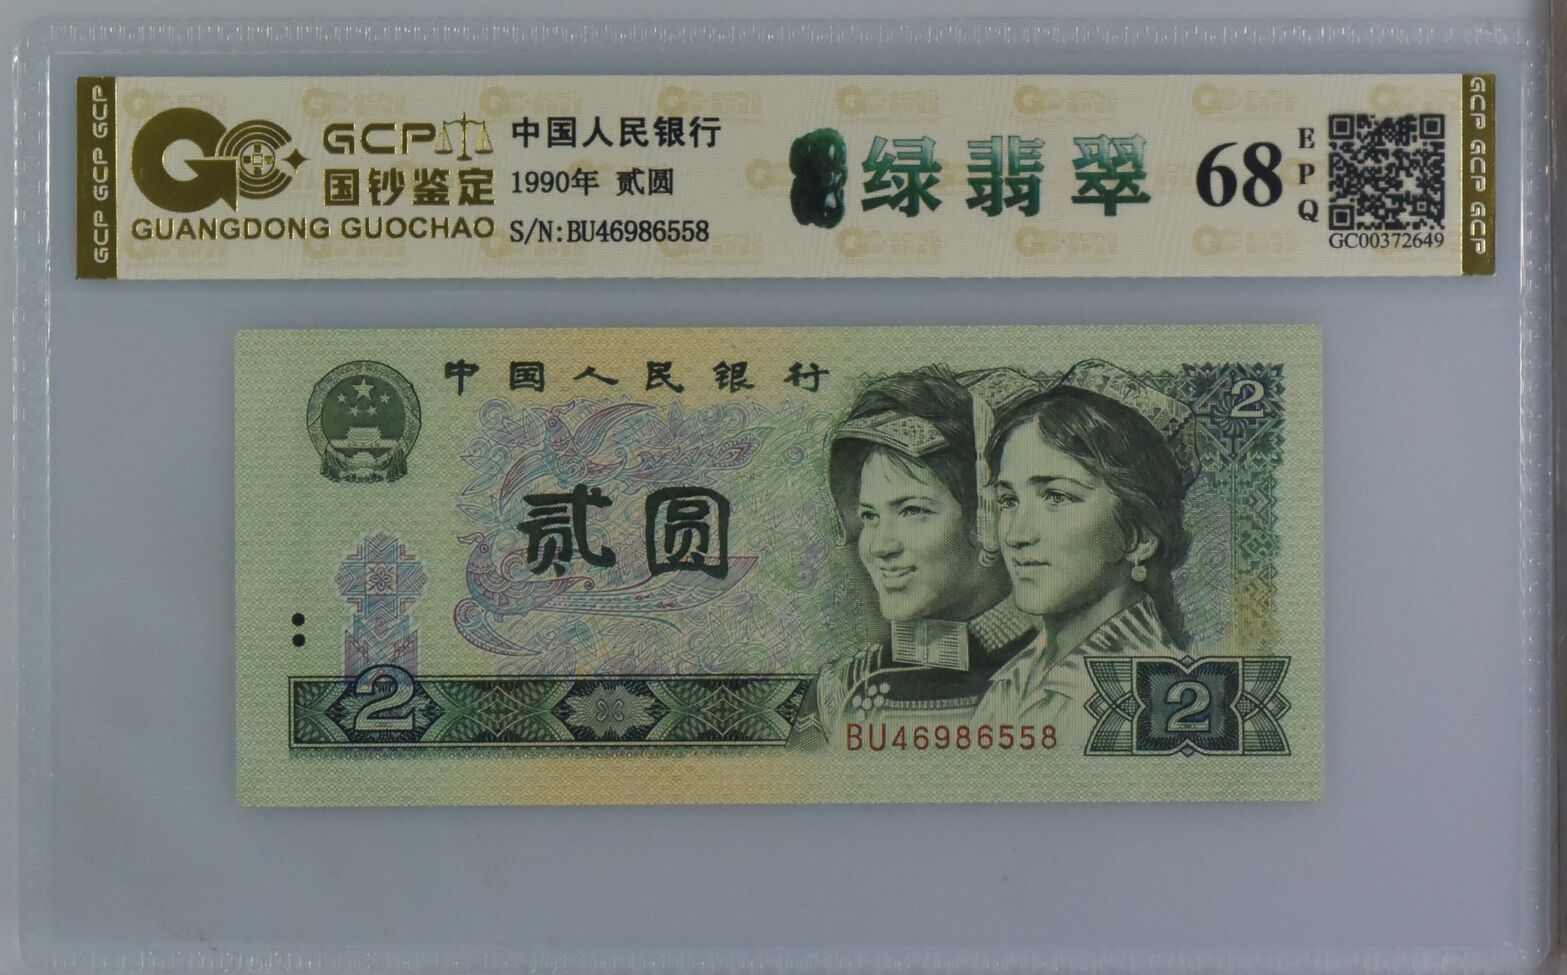 GCP GCP GCP
GCP
国钞鉴定
GUANGDONG GUOCHAO
中国人民银行
1990年 贰圆
S/N:BU46986558
绿翡翠
68
EPQ
GC00372649
GCP GCP GCP
中国人民银行
2
贰圆
2
BU46986558
2